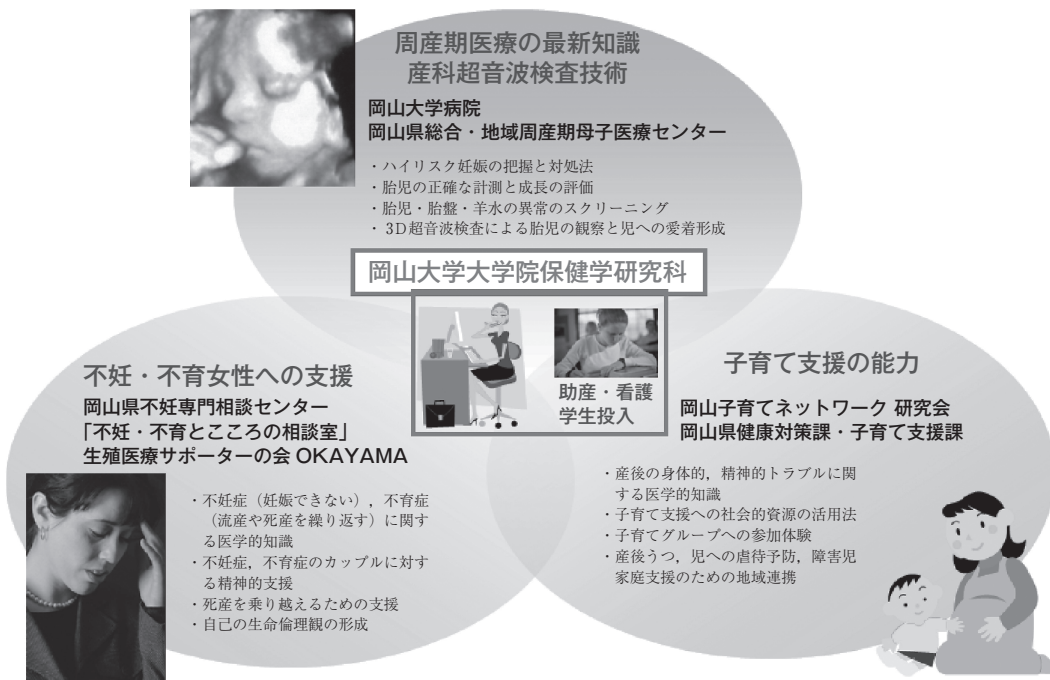 周産期医療の最新知識
産科超音波検査技術
岡山大学病院
岡山県総合・地域周産期母子医療センター
・ハイリスク妊娠の把握と対処法
・胎児の正確な計測と成長の評価
・胎児・胎盤・羊水の異常のスクリーニング
・3D超音波検査による胎児の観察と児への愛着形成
岡山大学大学院保健学研究科
助産・看護
学生投入
不妊・不育女性への支援
岡山県不妊専門相談センター
「不妊・不育とこころの相談室」
生殖医療サポーターの会 OKAYAMA
・不妊症（妊娠できない），不育症
（流産や死産を繰り返す）に関す
る医学的知識
・不妊症，不育症のカップルに対す
る精神的支援
・死産を乗り越えるための支援
・自己の生命倫理観の形成
子育て支援の能力
岡山子育てネットワーク 研究会
岡山県健康対策課・子育て支援課
・産後の身体的，精神的トラブルに関
する医学的知識
・子育て支援への社会的資源の活用法
・子育てグループへの参加体験
・産後うつ，児への虐待予防，障害児
家庭支援のための地域連携